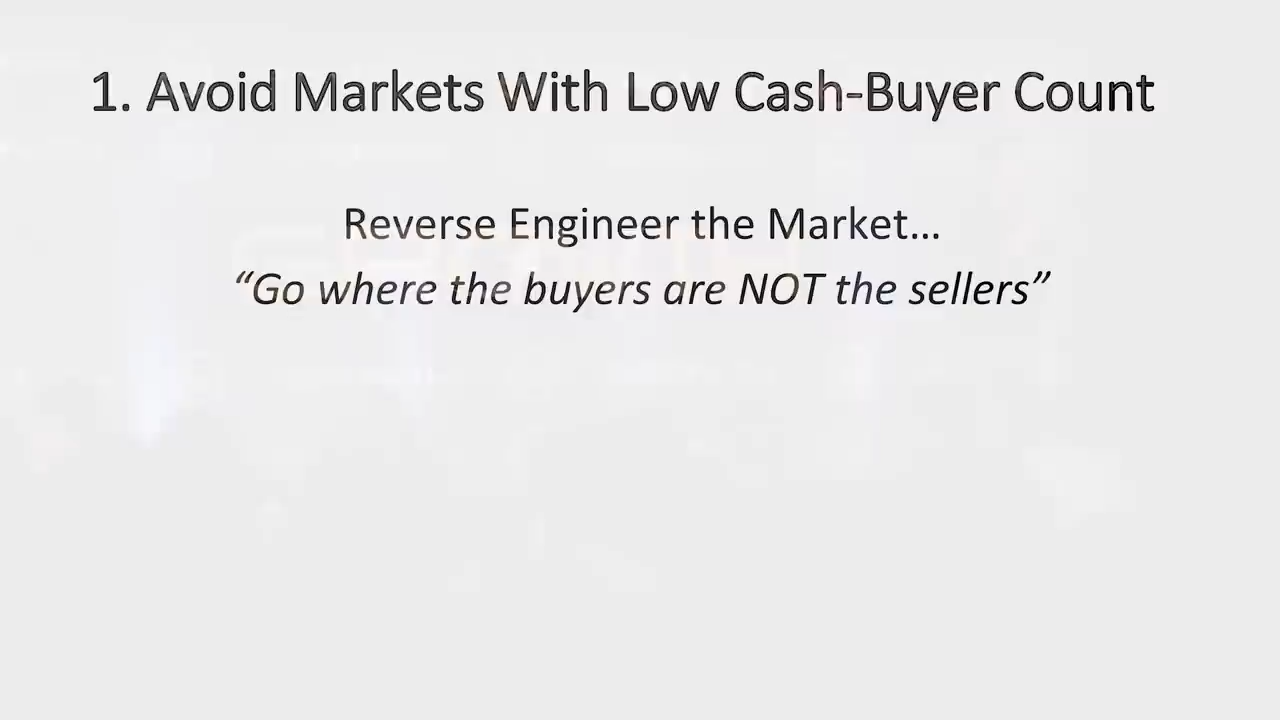 1. Avoid Markets With Low Cash-Buyer Count
Reverse Engineer the Market…
“Go where the buyers are NOT the sellers”